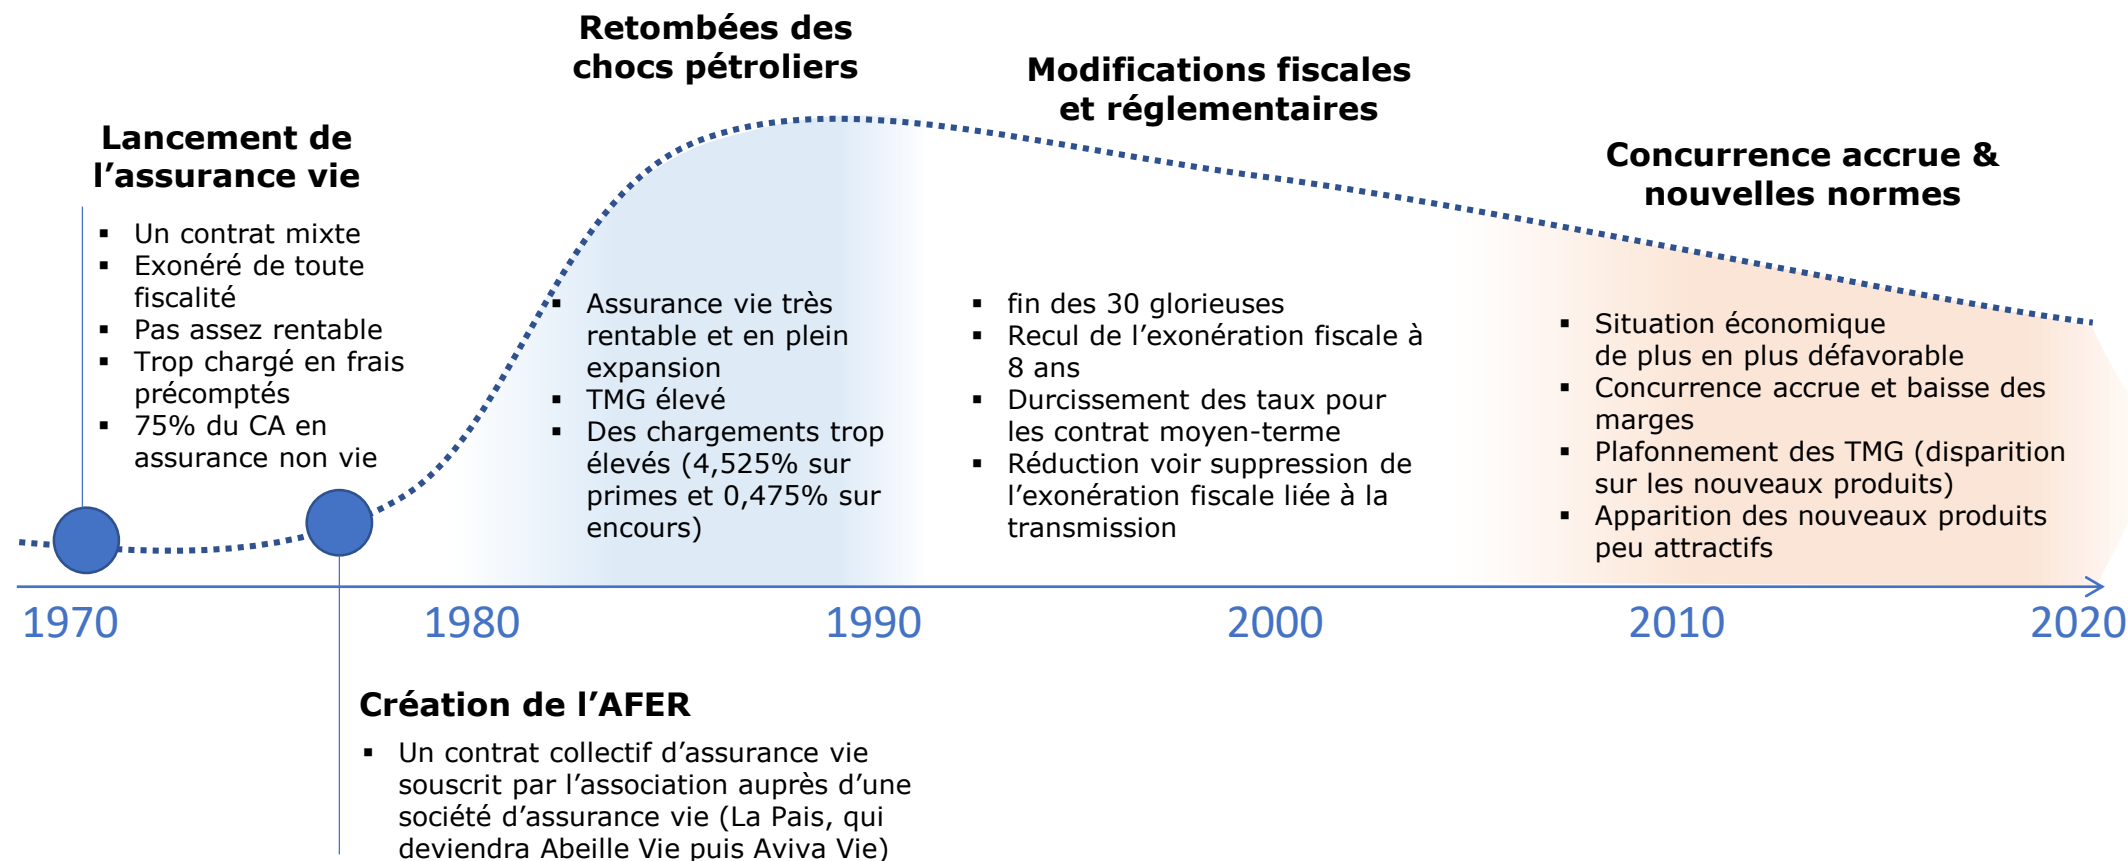 Retombées des
chocs pétroliers
Modifications fiscales
et réglementaires
Lancement de
l’assurance vie
Concurrence accrue &
nouvelles normes
▪ Un contrat mixte
▪ Exonéré de toute
fiscalité
▪ Pas assez rentable
▪ Trop chargé en frais
précomptés
▪ 75% du CA en
assurance non vie
▪ Assurance vie très
rentable et en plein
expansion
▪ TMG élevé
▪ Des chargements trop
élevés (4,525% sur
primes et 0,475% sur
encours)
▪ fin des 30 glorieuses
▪ Recul de l’exonération fiscale à
8 ans
▪ Durcissement des taux pour
les contrat moyen-terme
▪ Réduction voir suppression de
l’exonération fiscale liée à la
transmission
▪ Situation économique
de plus en plus défavorable
▪ Concurrence accrue et baisse des
marges
▪ Plafonnement des TMG (disparition
sur les nouveaux produits)
▪ Apparition des nouveaux produits
peu attractifs
1970 1980 1990 2000 2010 2020
Création de l’AFER
▪ Un contrat collectif d’assurance vie
souscrit par l’association auprès d’une
société d’assurance vie (La Pais, qui
deviendra Abeille Vie puis Aviva Vie)